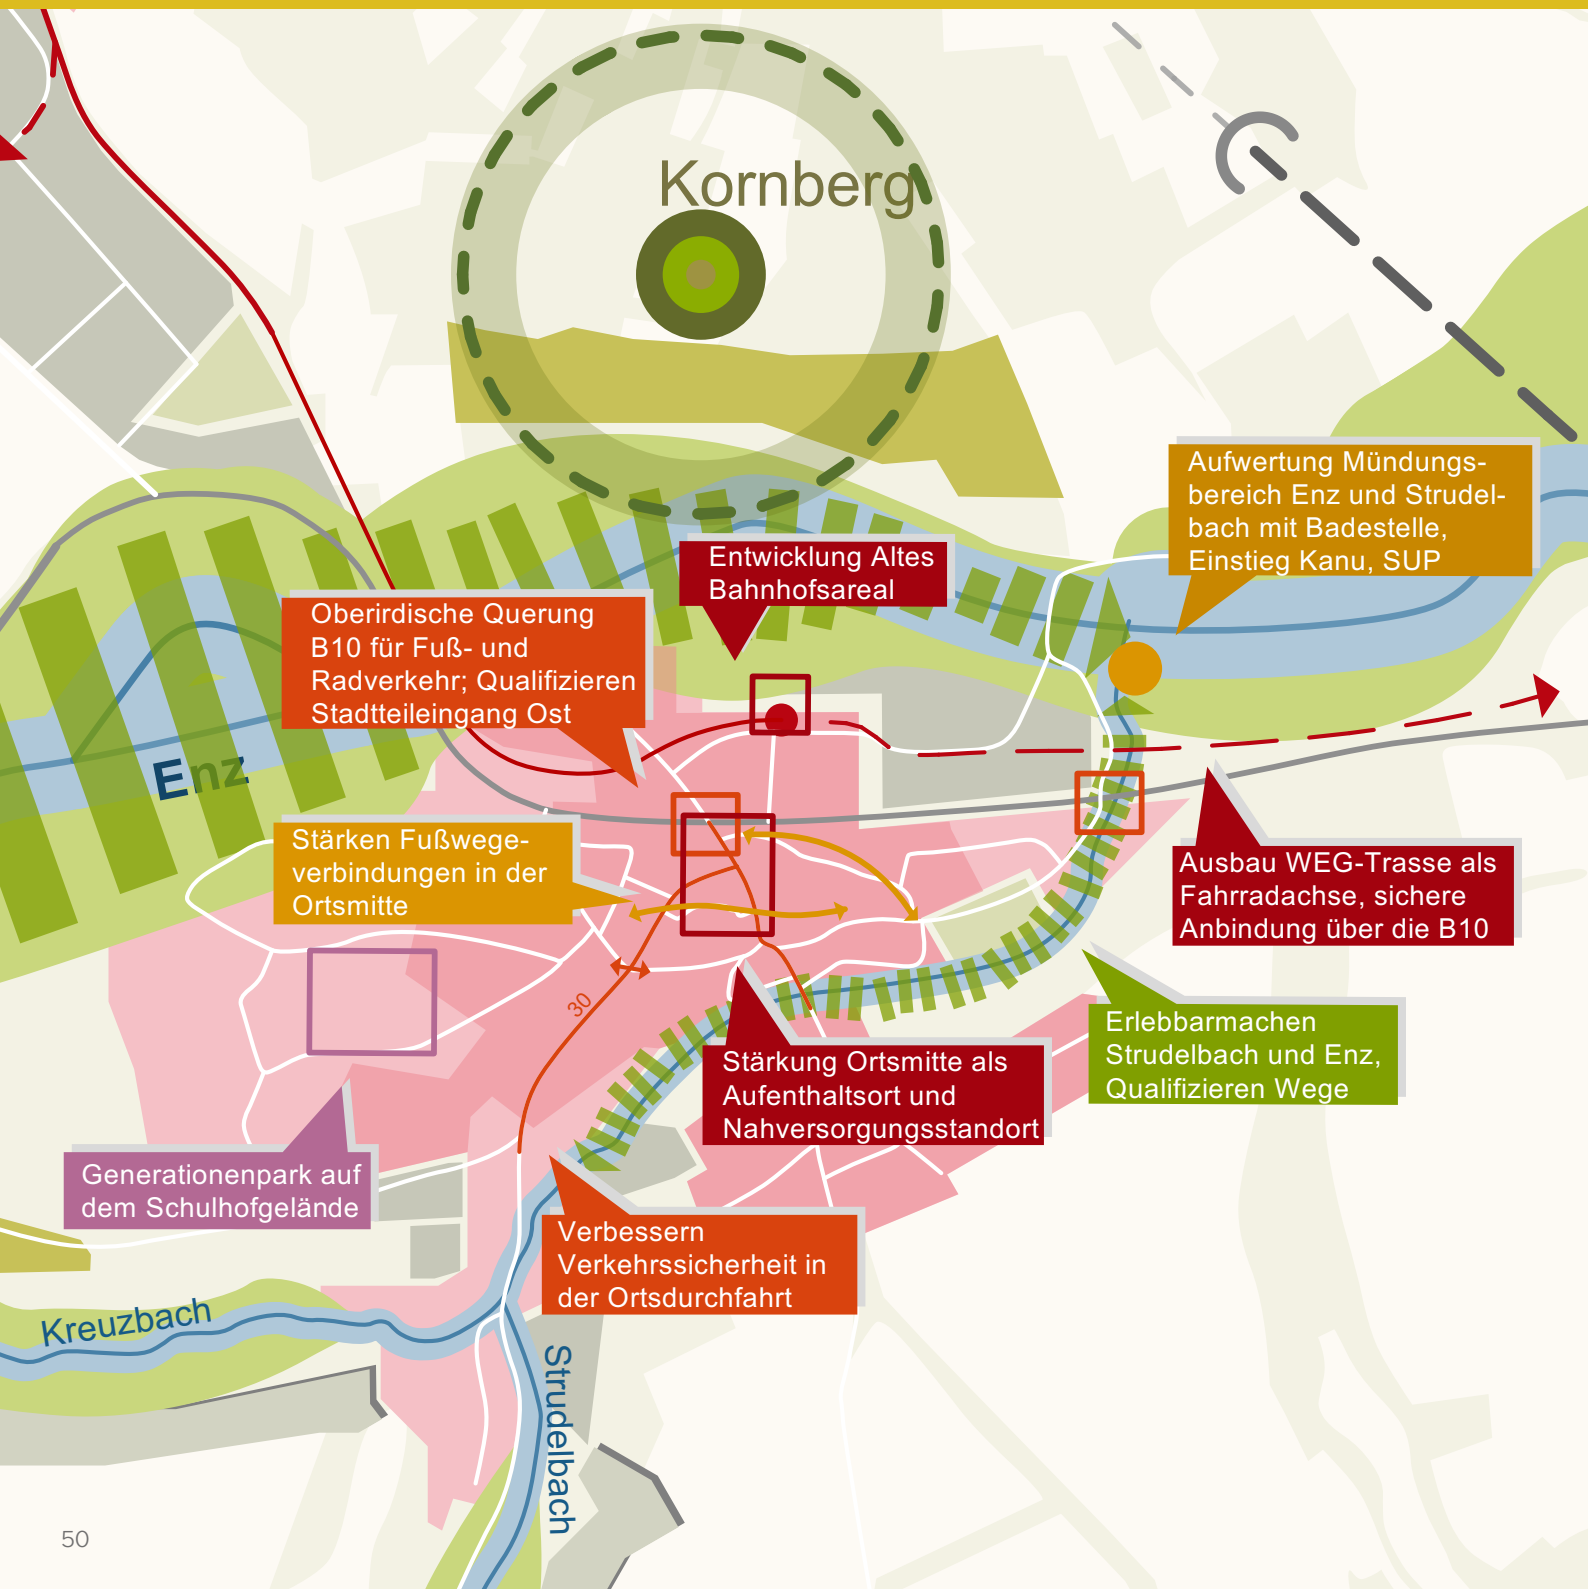 Kornberg
Aufwertung Mündungs-
bereich Enz und Strudel-
bach mit Badestelle,
Einstieg Kanu, SUP
Entwicklung Altes
Bahnhofsareal
Oberirdische Querung
B10 für Fuß- und
Radverkehr; Qualifizieren
Stadtteileingang Ost
Enz
Stärken Fußwege-
verbindungen in der
Ortsmitte
Ausbau WEG-Trasse als
Fahrradachse, sichere
Anbindung über die B10
30
Erlebbarmachen
Strudelbach und Enz,
Qualifizieren Wege
Stärkung Ortsmitte als
Aufenthaltsort und
Nahversorgungsstandort
Generationenpark auf
dem Schulhofgelände
Verbessern
Verkehrssicherheit in
der Ortsdurchfahrt
Kreuzbach
Strudelbach
50